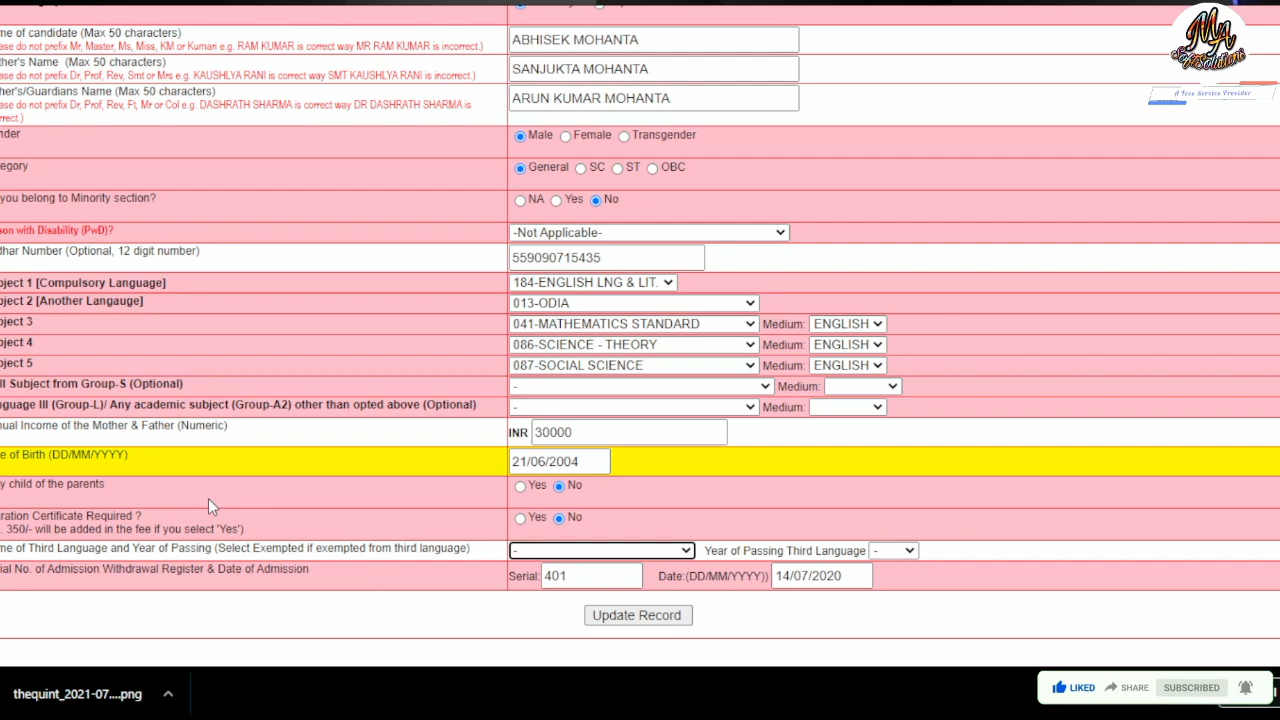 me of candidate (Max 50 characters)
ase do not prefix Mr, Master, Ms, Miss, KM or Kumari e.g. RAM KUMAR is correct way MR RAM KUMAR is incorrect.)
ABHISEK MOHANTA
ther's Name (Max 50 characters)
ase do not prefix Dr, Prof, Rev, Smt or Mrs e.g. KAUSHLYA RANI is correct way SMT KAUSHLYA RANI is incorrect.)
SANJUKTA MOHANTA
her's/Guardians Name (Max 50 characters)
ase do not prefix Dr, Prof, Rev, Ft, Mr or Col e.g. DASHRATH SHARMA is correct way DR DASHRATH SHARMA is
rrect.)
ARUN KUMAR MOHANTA
nder
Male Female Transgender
egory
General SC ST OBC
you belong to Minority section?
NA Yes No
son with Disability (PwD)?
-Not Applicable-
dhar Number (Optional, 12 digit number)
559090715435
bject 1 [Compulsory Language]
184-ENGLISH LNG & LIT.
bject 2 [Another Langauge]
013-ODIA
bject 3
041-MATHEMATICS STANDARD Medium: ENGLISH
bject 4
086-SCIENCE - THEORY Medium: ENGLISH
bject 5
087-SOCIAL SCIENCE Medium: ENGLISH
ll Subject from Group-S (Optional)
- Medium:
nguage III (Group-L)/ Any academic subject (Group-A2) other than opted above (Optional)
- Medium:
nual Income of the Mother & Father (Numeric)
INR 30000
e of Birth (DD/MM/YYYY)
21/06/2004
y child of the parents
Yes No
ration Certificate Required ?
. 350/- will be added in the fee if you select 'Yes')
Yes No
me of Third Language and Year of Passing (Select Exempted if exempted from third language)
- Year of Passing Third Language -
ial No. of Admission Withdrawal Register & Date of Admission
Serial: 401 Date:(DD/MM/YYYY)) 14/07/2020
Update Record
thequint_2021-07....png
LIKED SHARE SUBSCRIBED